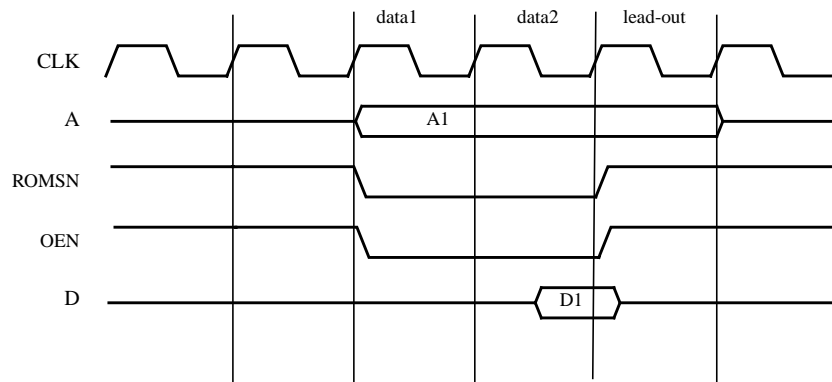 data1 data2 lead-out
CLK
A A1
ROMSN
OEN
D D1